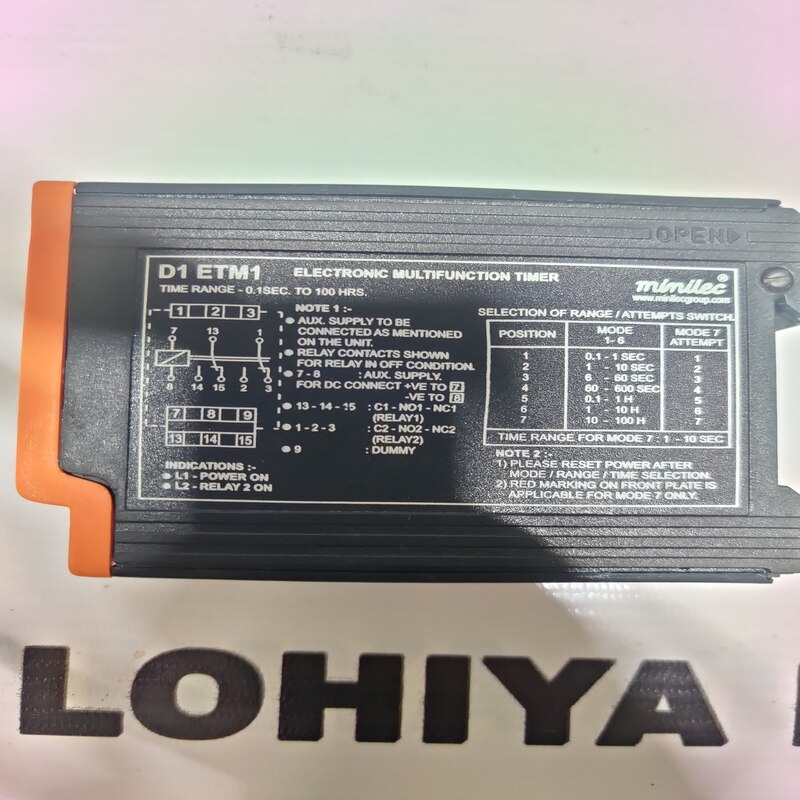 OPEN
D1 ETM1 ELECTRONIC MULTIFUNCTION TIMER
minilec®
www.minilecgroup.com
TIME RANGE - 0.1SEC. TO 100 HRS.
1 2 3
7 13 1
8 14 15 2 3
7 8 9
13 14 15
INDICATIONS :-
● L1 - POWER ON
● L2 - RELAY 2 ON
NOTE 1 :-
● AUX. SUPPLY TO BE
CONNECTED AS MENTIONED
ON THE UNIT.
● RELAY CONTACTS SHOWN
FOR RELAY IN OFF CONDITION.
● 7 - 8 : AUX. SUPPLY.
FOR DC CONNECT +VE TO 7
-VE TO 8
● 13 - 14 - 15 : C1 - NO1 - NC1
(RELAY1)
● 1 - 2 - 3 : C2 - NO2 - NC2
(RELAY2)
● 9 : DUMMY
SELECTION OF RANGE / ATTEMPTS SWITCH.
POSITION MODE 1- 6 MODE 7 ATTEMPT
1 0.1 - 1 SEC 1
2 1 - 10 SEC 2
3 6 - 60 SEC 3
4 60 - 600 SEC 4
5 0.1 - 1 H 5
6 1 - 10 H 6
7 10 - 100 H 7
TIME RANGE FOR MODE 7 : 1 - 10 SEC
NOTE 2 :-
1) PLEASE RESET POWER AFTER
MODE / RANGE / TIME SELECTION.
2) RED MARKING ON FRONT PLATE IS
APPLICABLE FOR MODE 7 ONLY.
LOHIYA